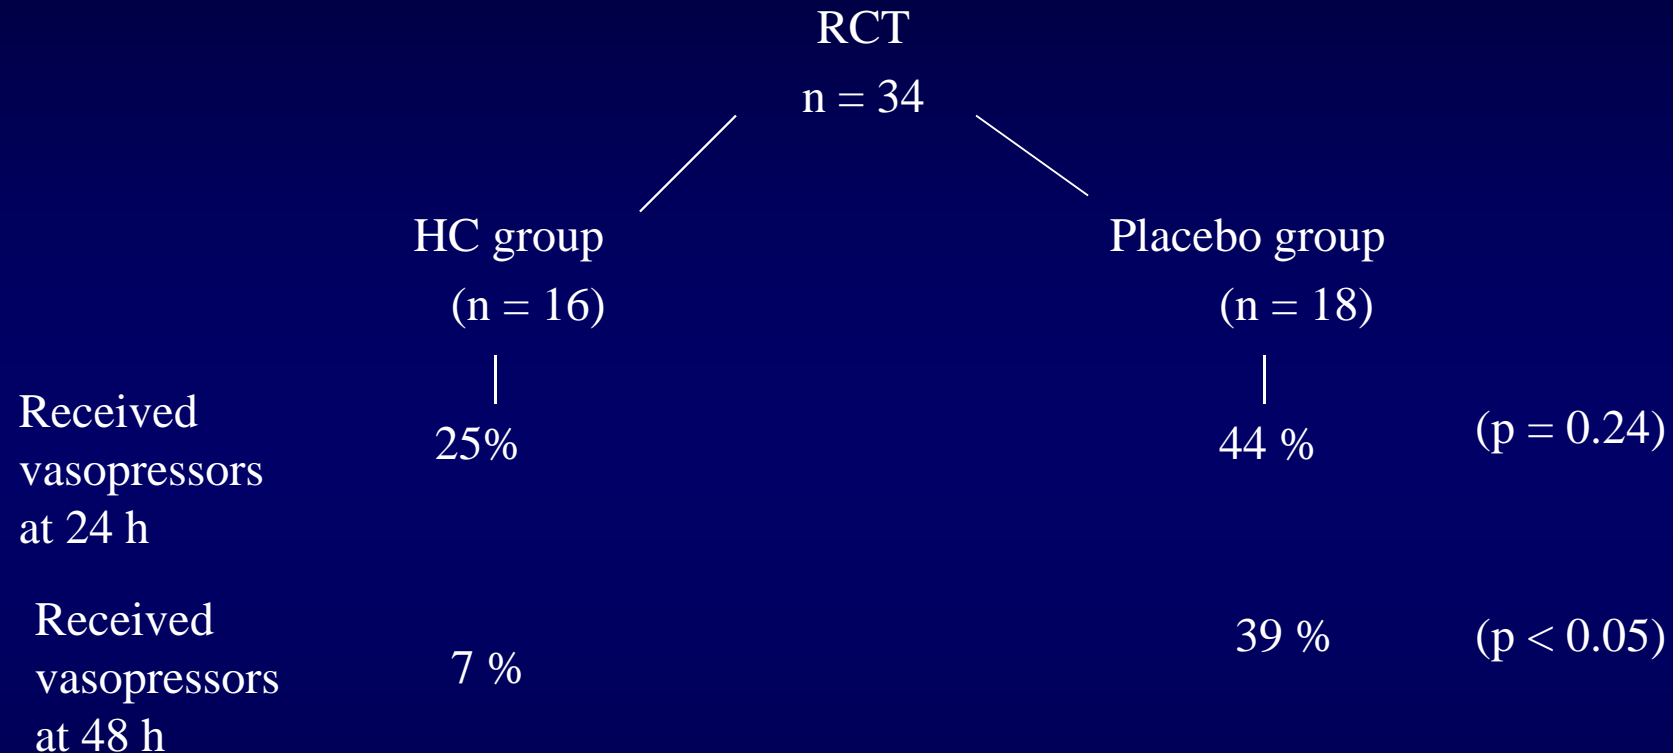 RCT
n = 34
HC group
Placebo group
(n = 16)
(n = 18)
Received
vasopressors
at 24 h
25%
44 %
(p = 0.24)
Received
vasopressors
at 48 h
7 %
39 %
(p < 0.05)